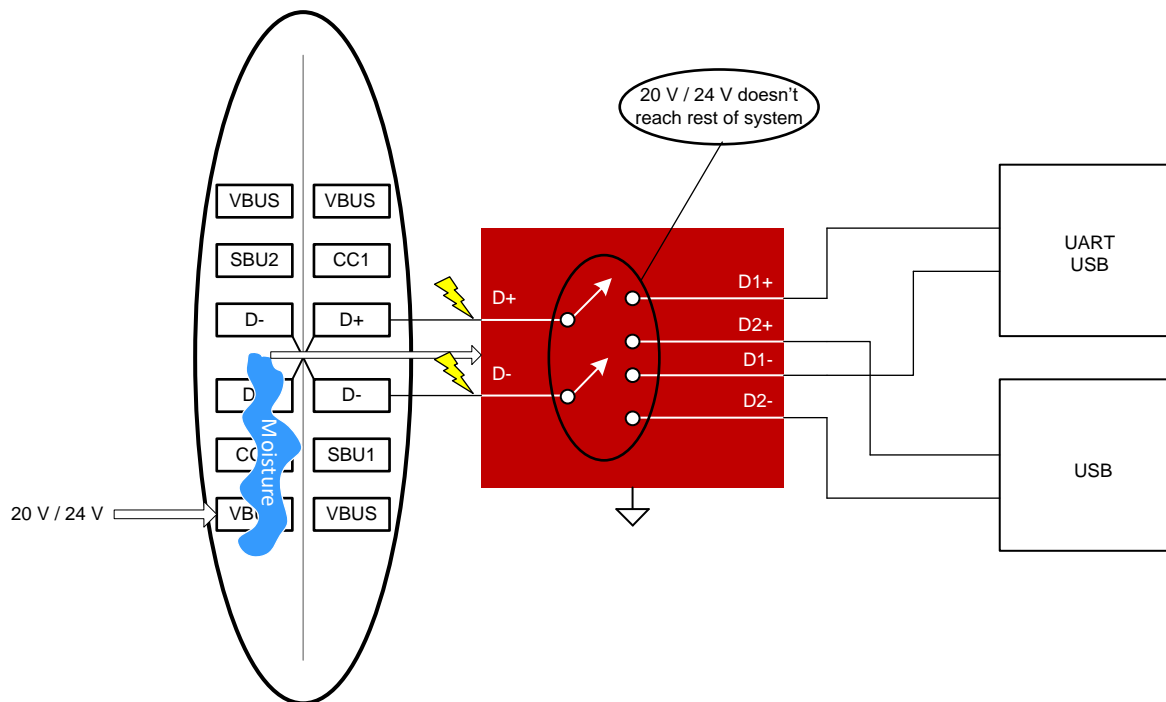 20 V / 24 V doesn't
reach rest of system
VBUS
VBUS
SBU2
CC1
D-
D+
D-
CC
SBU1
VBUS
Moisture
20 V / 24 V
D+
D-
D1+
D2+
D1-
D2-
UART
USB
USB